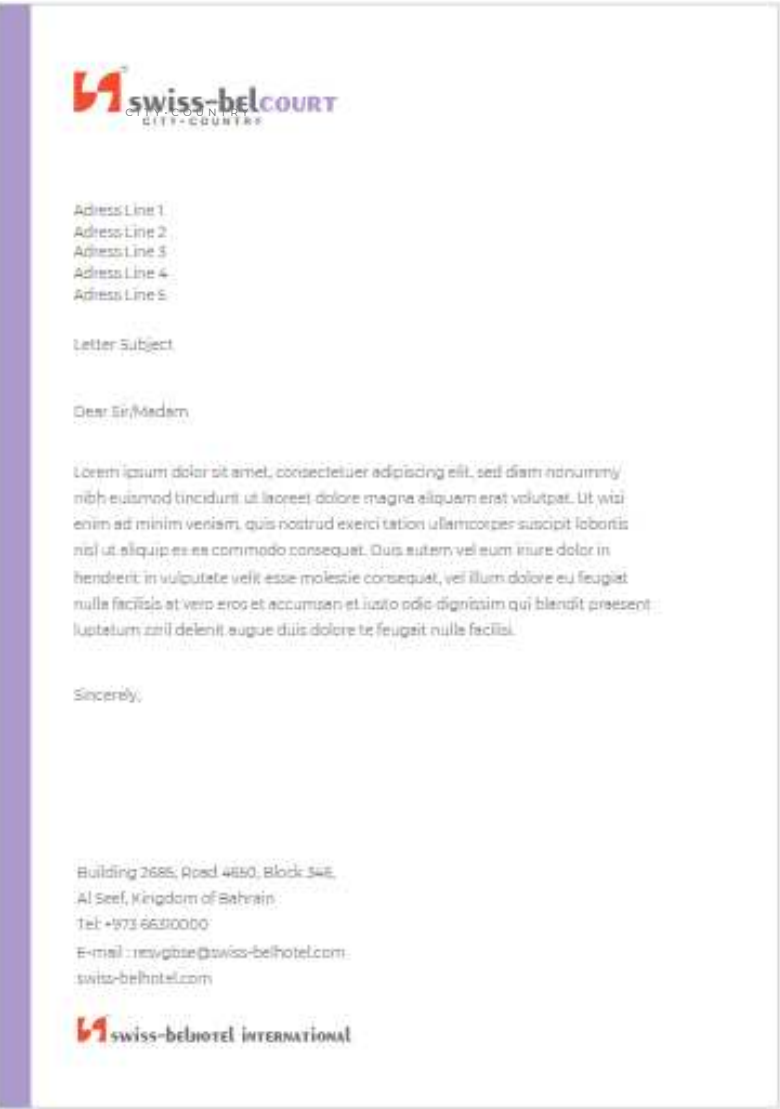 swiss-belCOURT
CITY-COUNTRY
CITY-COUNTRY
Adress Line 1
Adress Line 2
Adress Line 3
Adress Line 4
Adress Line 5
Letter Subject
Dear Sir/Madam
Lorem ipsum dolor sit amet, consectetuer adipiscing elit, sed diam nonummy
nibh euismod tincidunt ut laoreet dolore magna aliquam erat volutpat. Ut wisi
enim ad minim veniam, quis nostrud exerci tation ullamcorper suscipit lobortis
nisl ut aliquip ex ea commodo consequat. Duis autem vel eum iriure dolor in
hendrerit in vulputate velit esse molestie consequat, vel illum dolore eu feugiat
nulla facilisis at vero eros et accumsan et iusto odio dignissim qui blandit praesent
luptatum zzril delenit augue duis dolore te feugait nulla facilisi.
Sincerely,
Building 2685, Road 4650, Block 346,
Al Seef, Kingdom of Bahrain
Tel: +973 66310000
E-mail : resvgbse@swiss-belhotel.com
swiss-belhotel.com
swiss-belhotel international